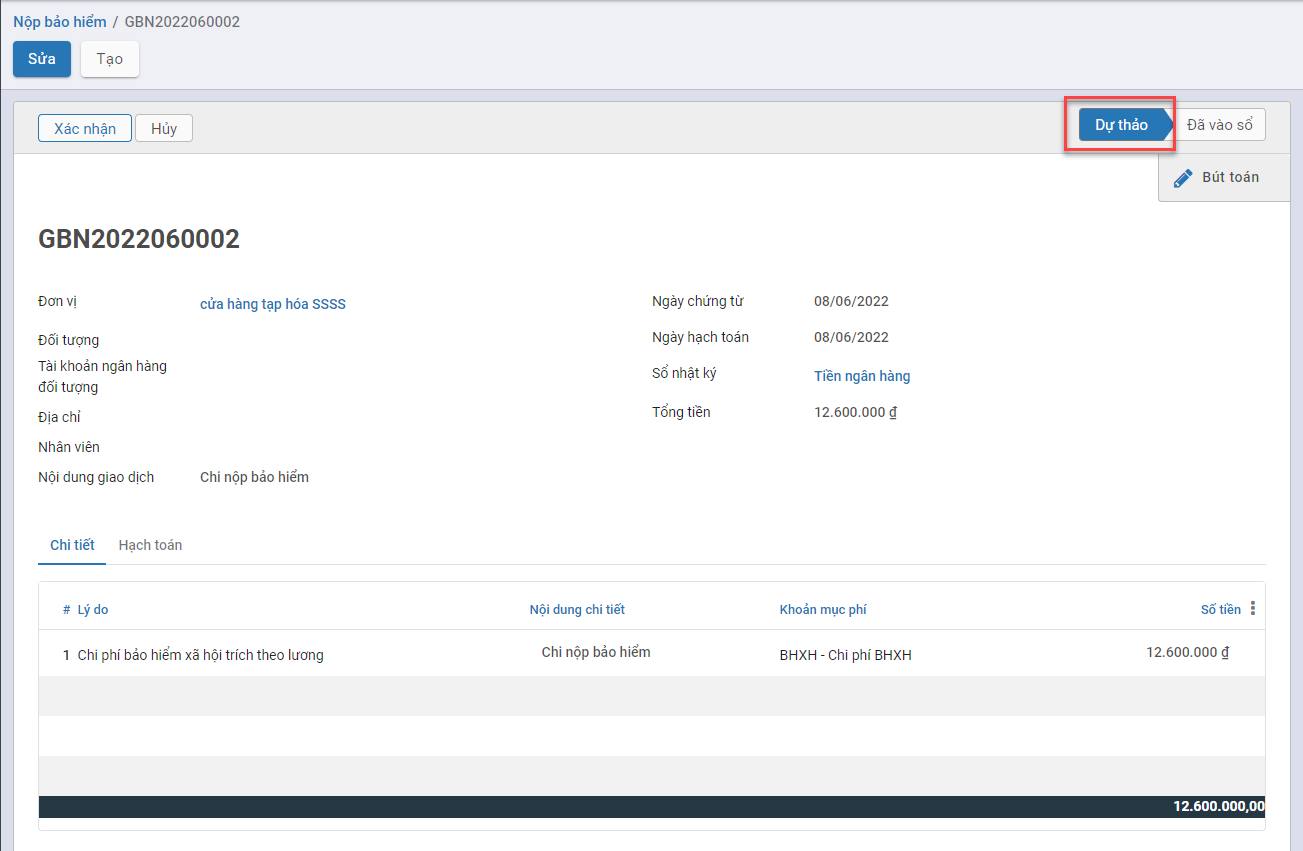 Nộp bảo hiểm / GBN2022060002
Sửa Tạo
Xác nhận Hủy Dự thảo Đã vào sổ
Bút toán
GBN2022060002
Đơn vị cửa hàng tạp hóa SSSS Ngày chứng từ 08/06/2022
Đối tượng Ngày hạch toán 08/06/2022
Tài khoản ngân hàng
đối tượng Sổ nhật ký Tiền ngân hàng
Địa chỉ Tổng tiền 12.600.000 ₫
Nhân viên
Nội dung giao dịch Chi nộp bảo hiểm
Chi tiết Hạch toán
# Lý do Nội dung chi tiết Khoản mục phí Số tiền
1 Chi phí bảo hiểm xã hội trích theo lương Chi nộp bảo hiểm BHXH - Chi phí BHXH 12.600.000 ₫
12.600.000,00